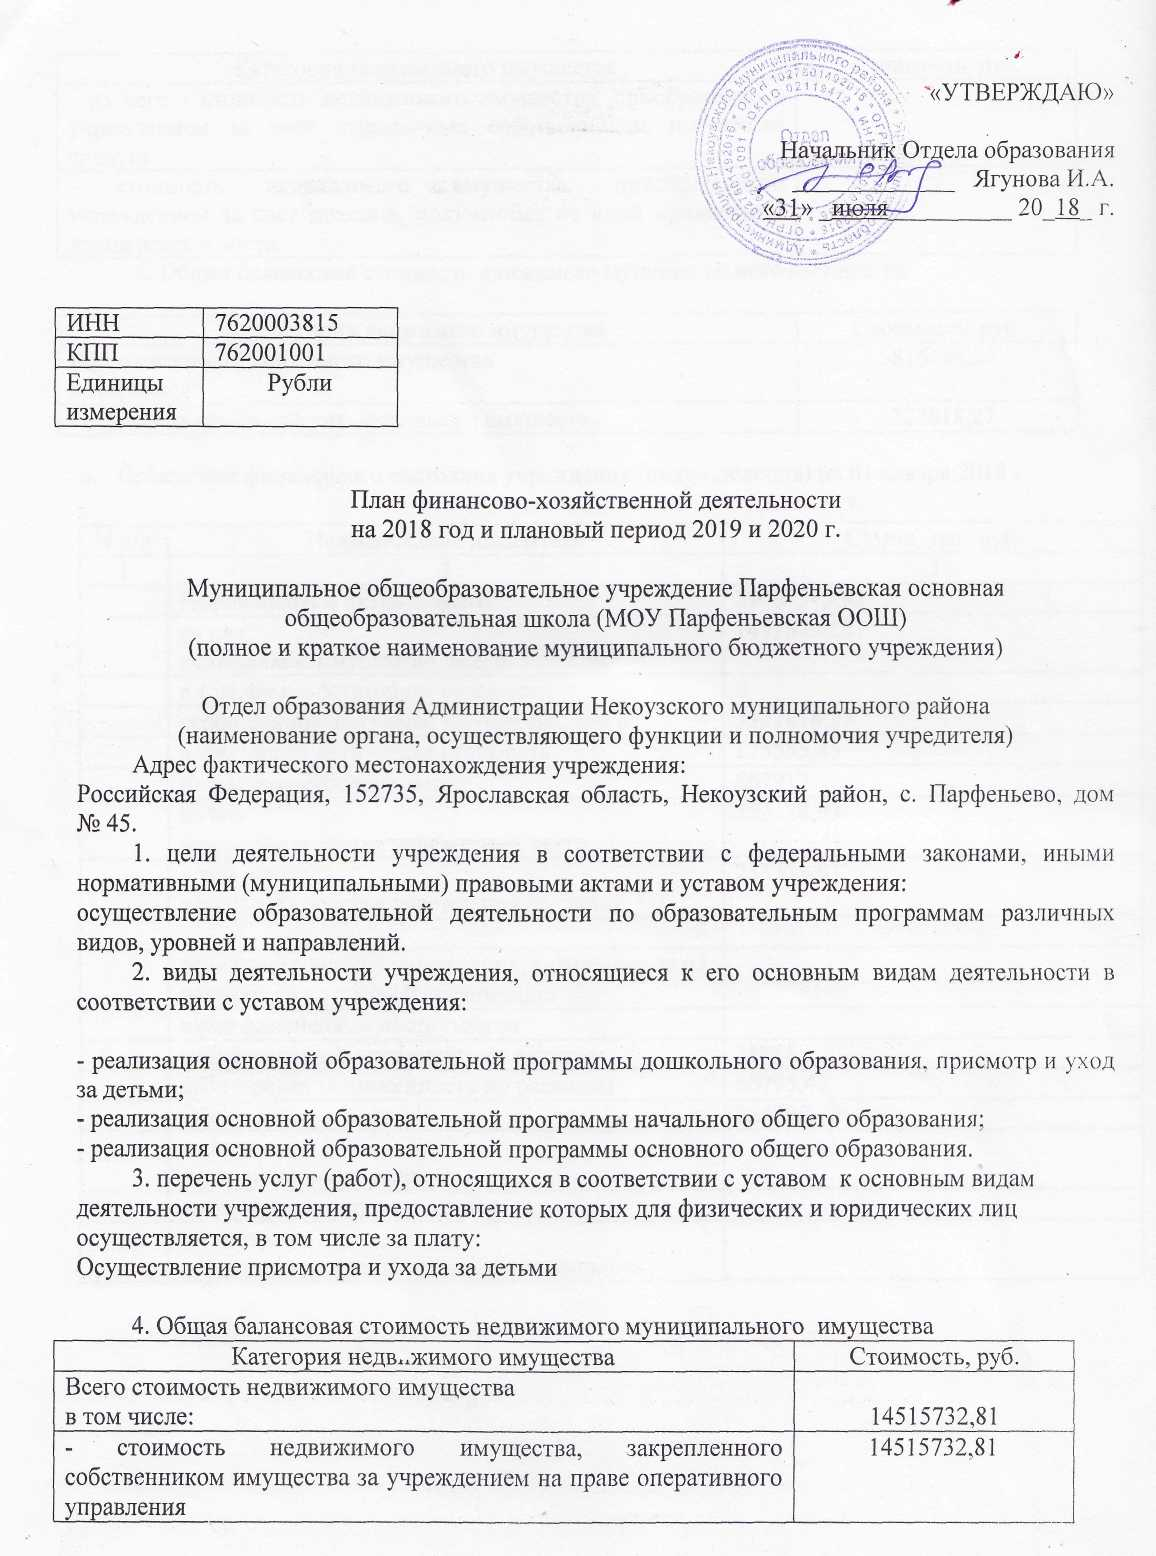 «УТВЕРЖДАЮ»
Отдел
образования
Начальник Отдела образования
Ягунова И.А.
«31» _июля__________ 20_18_ г.
ИНН 7620003815
КПП 762001001
Единицы Рубли
измерения
План финансово-хозяйственной деятельности
на 2018 год и плановый период 2019 и 2020 г.
Муниципальное общеобразовательное учреждение Парфеньевская основная
общеобразовательная школа (МОУ Парфеньевская ООШ)
(полное и краткое наименование муниципального бюджетного учреждения)
Отдел образования Администрации Некоузского муниципального района
(наименование органа, осуществляющего функции и полномочия учредителя)
Адрес фактического местонахождения учреждения:
Российская Федерация, 152735, Ярославская область, Некоузский район, с. Парфеньево, дом
№ 45.
1. цели деятельности учреждения в соответствии с федеральными законами, иными
нормативными (муниципальными) правовыми актами и уставом учреждения:
осуществление образовательной деятельности по образовательным программам различных
видов, уровней и направлений.
2. виды деятельности учреждения, относящиеся к его основным видам деятельности в
соответствии с уставом учреждения:
- реализация основной образовательной программы дошкольного образования, присмотр и уход
за детьми;
- реализация основной образовательной программы начального общего образования;
- реализация основной образовательной программы основного общего образования.
3. перечень услуг (работ), относящихся в соответствии с уставом к основным видам
деятельности учреждения, предоставление которых для физических и юридических лиц
осуществляется, в том числе за плату:
Осуществление присмотра и ухода за детьми
4. Общая балансовая стоимость недвижимого муниципального имущества
Категория недвижимого имущества Стоимость, руб.
Всего стоимость недвижимого имущества
в том числе: 14515732,81
- стоимость недвижимого имущества, закрепленного 14515732,81
собственником имущества за учреждением на праве оперативного
управления